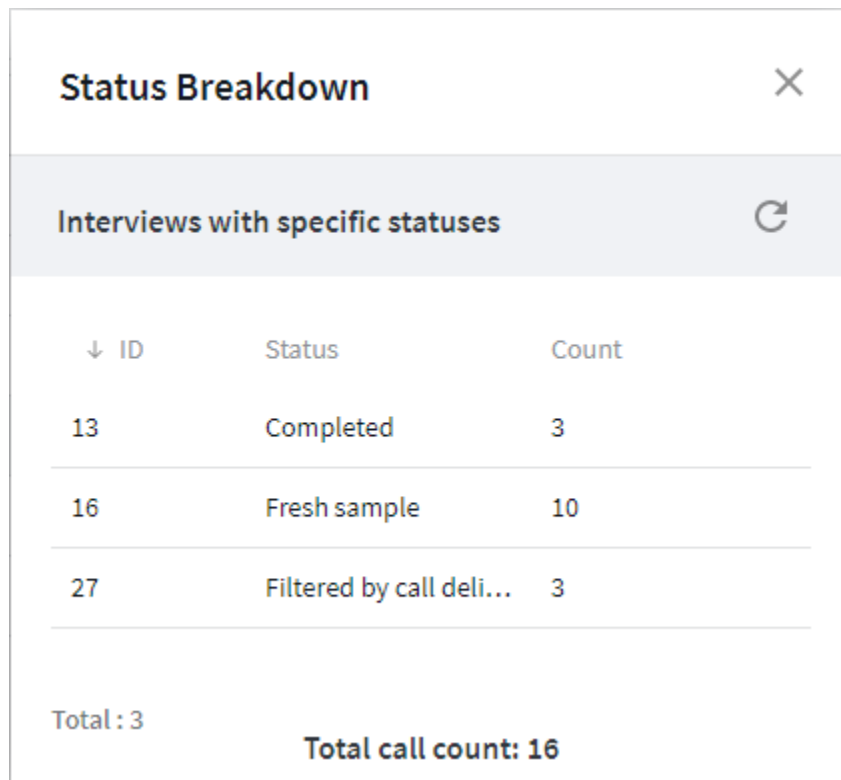 Status Breakdown
Interviews with specific statuses
↓ ID Status Count
13 Completed 3
16 Fresh sample 10
27 Filtered by call deli... 3
Total : 3
Total call count: 16